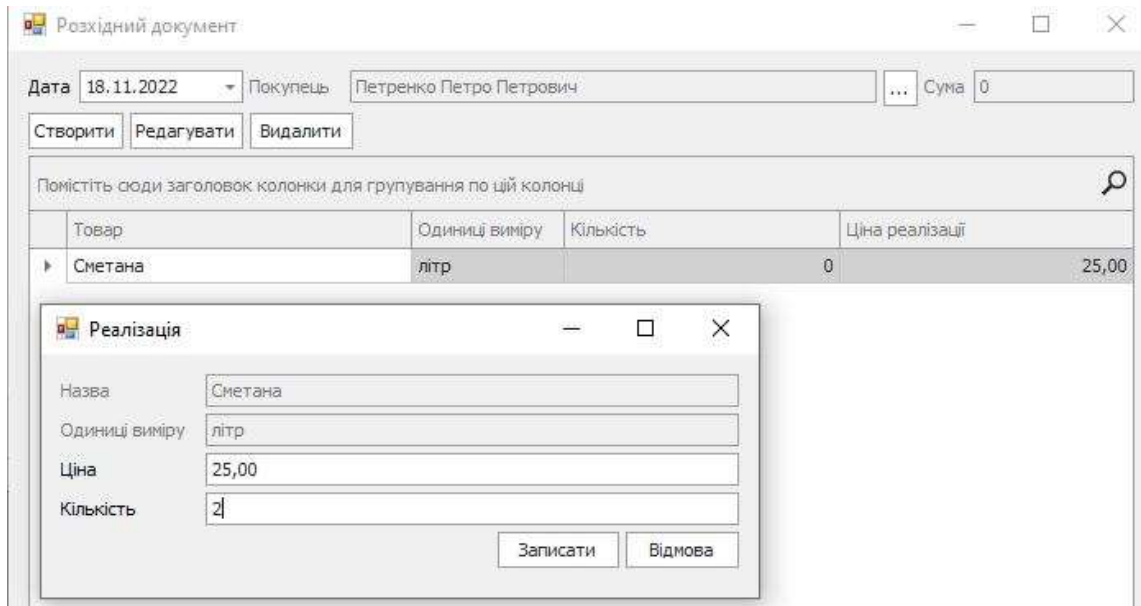 Розхідний документ
Дата 18.11.2022 Покупець Петренко Петро Петрович ... Сума 0
Створити Редагувати Видалити
Помістіть сюди заголовок колонки для групування по цій колонці
Товар Одиниці виміру Кількість Ціна реалізації
Сметана літр 0 25,00
Реалізація
Назва Сметана
Одиниці виміру літр
Ціна 25,00
Кількість 2
Записати Відмова